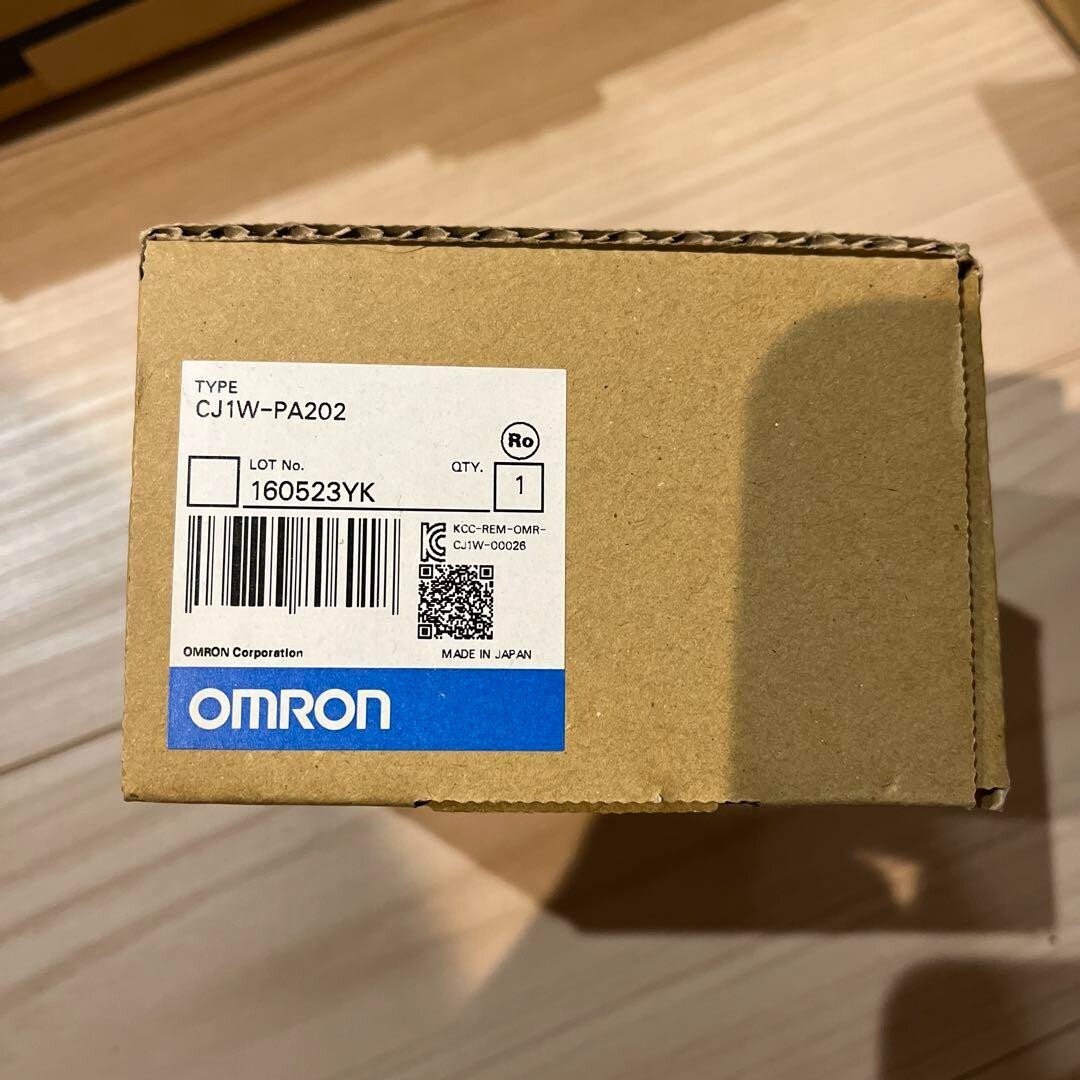 TYPE
CJ1W-PA202
Ro
LOT No.
160523YK
QTY.
1
KCC-REM-OMR-
CJ1W-00026
OMRON Corporation
MADE IN JAPAN
OMRON